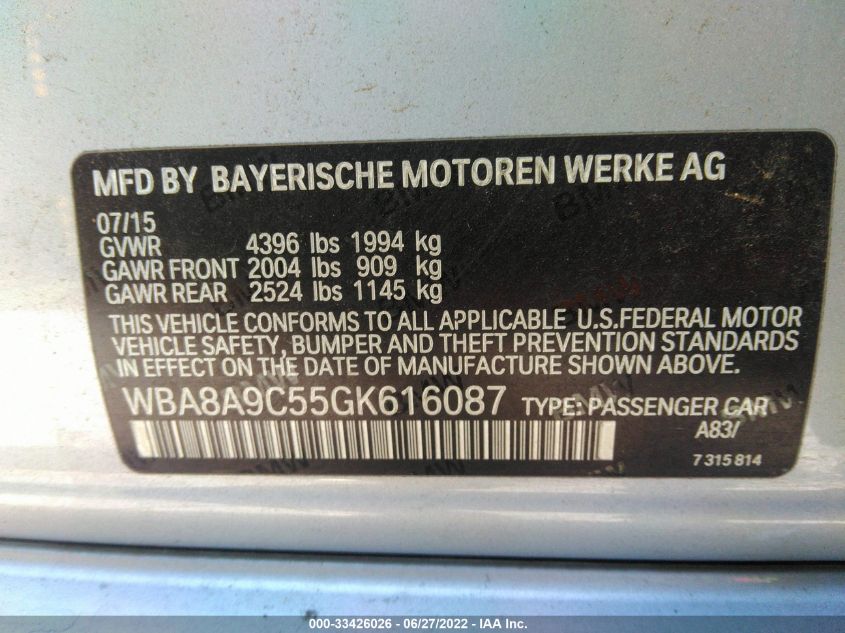 MFD BY BAYERISCHE MOTOREN WERKE AG
07/15
GVWR 4396 lbs 1994 kg
GAWR FRONT 2004 lbs 909 kg
GAWR REAR 2524 lbs 1145 kg
THIS VEHICLE CONFORMS TO ALL APPLICABLE U.S.FEDERAL MOTOR
VEHICLE SAFETY, BUMPER AND THEFT PREVENTION STANDARDS
IN EFFECT ON THE DATE OF MANUFACTURE SHOWN ABOVE.
WBA8A9C55GK616087 TYPE: PASSENGER CAR
A83/
7 315 814
000-33426026 - 06/27/2022 - IAA Inc.